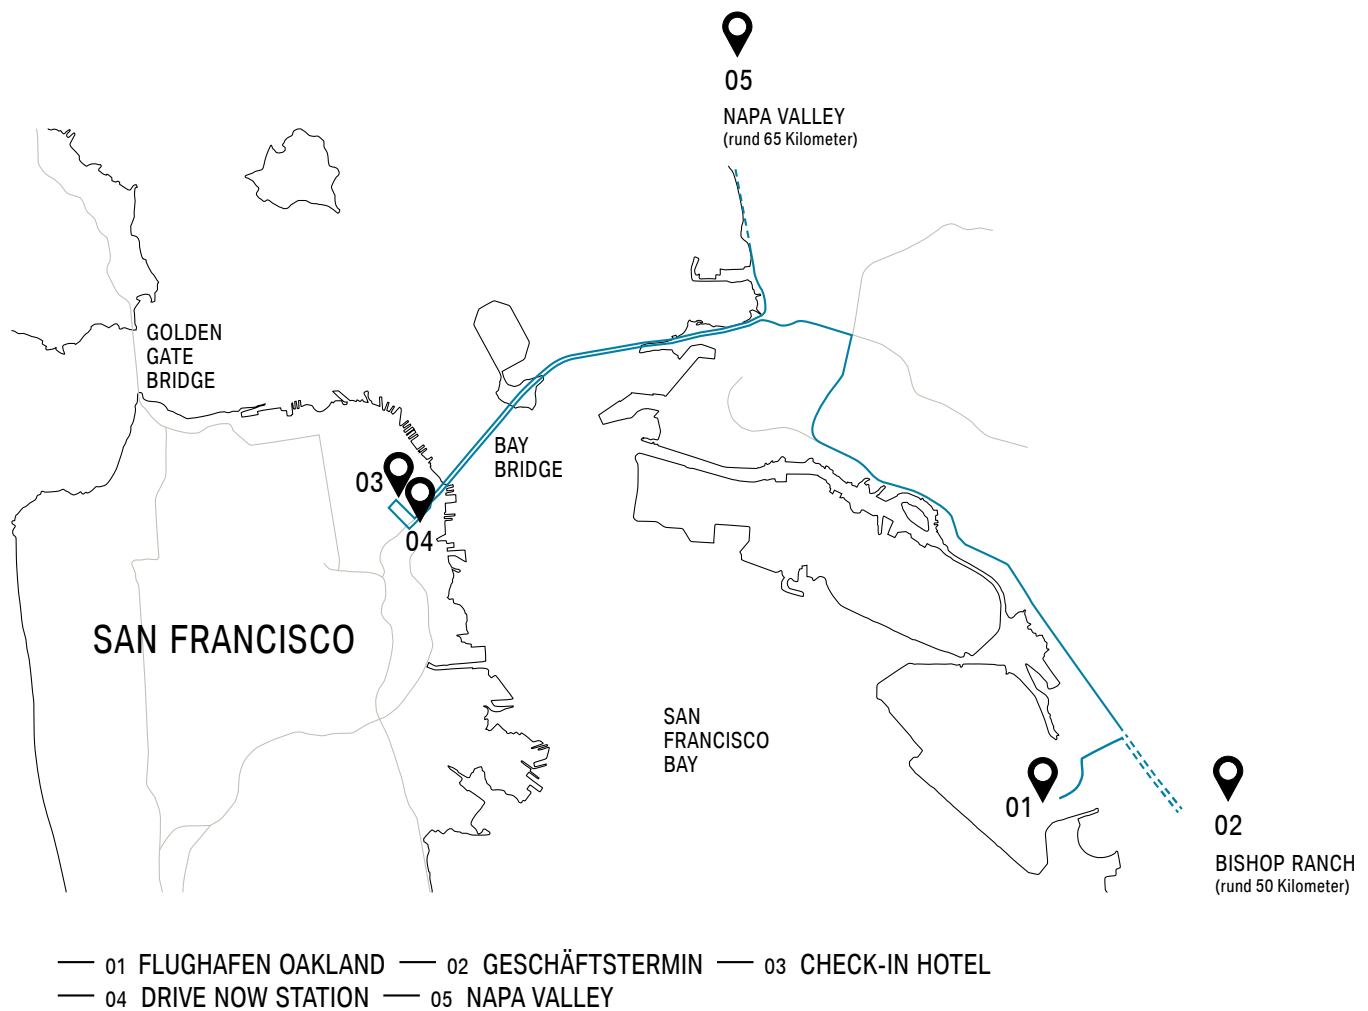 05
NAPA VALLEY
(rund 65 Kilometer)
GOLDEN
GATE
BRIDGE
BAY
BRIDGE
03
04
SAN FRANCISCO
SAN
FRANCISCO
BAY
01
02
BISHOP RANCH
(rund 50 Kilometer)
01 FLUGHAFEN OAKLAND 02 GESCHÄFTSTERMIN 03 CHECK-IN HOTEL
04 DRIVE NOW STATION 05 NAPA VALLEY